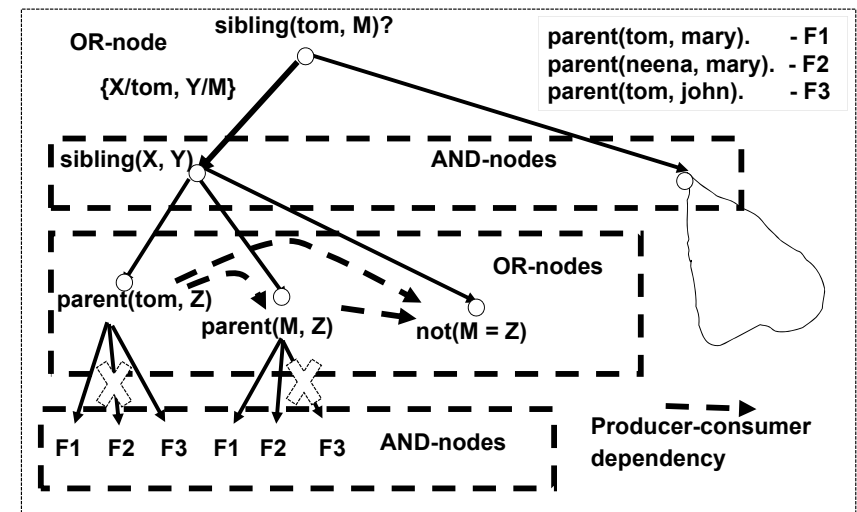 sibling(tom, M)?
OR-node
{X/tom, Y/M}
parent(tom, mary). - F1
parent(neena, mary). - F2
parent(tom, john). - F3
sibling(X, Y)
AND-nodes
OR-nodes
parent(tom, Z)
parent(M, Z)
not(M = Z)
F1 F2 F3 F1 F2 F3
AND-nodes
Producer-consumer
dependency